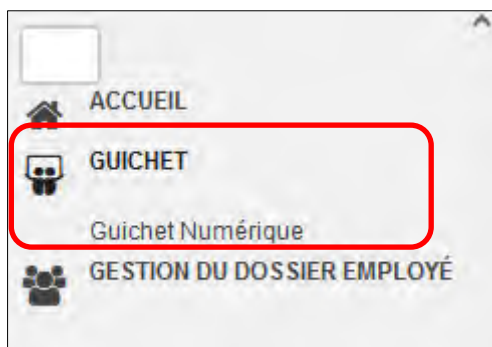 ACCUEIL
GUICHET
Guichet Numérique
GESTION DU DOSSIER EMPLOYÉ